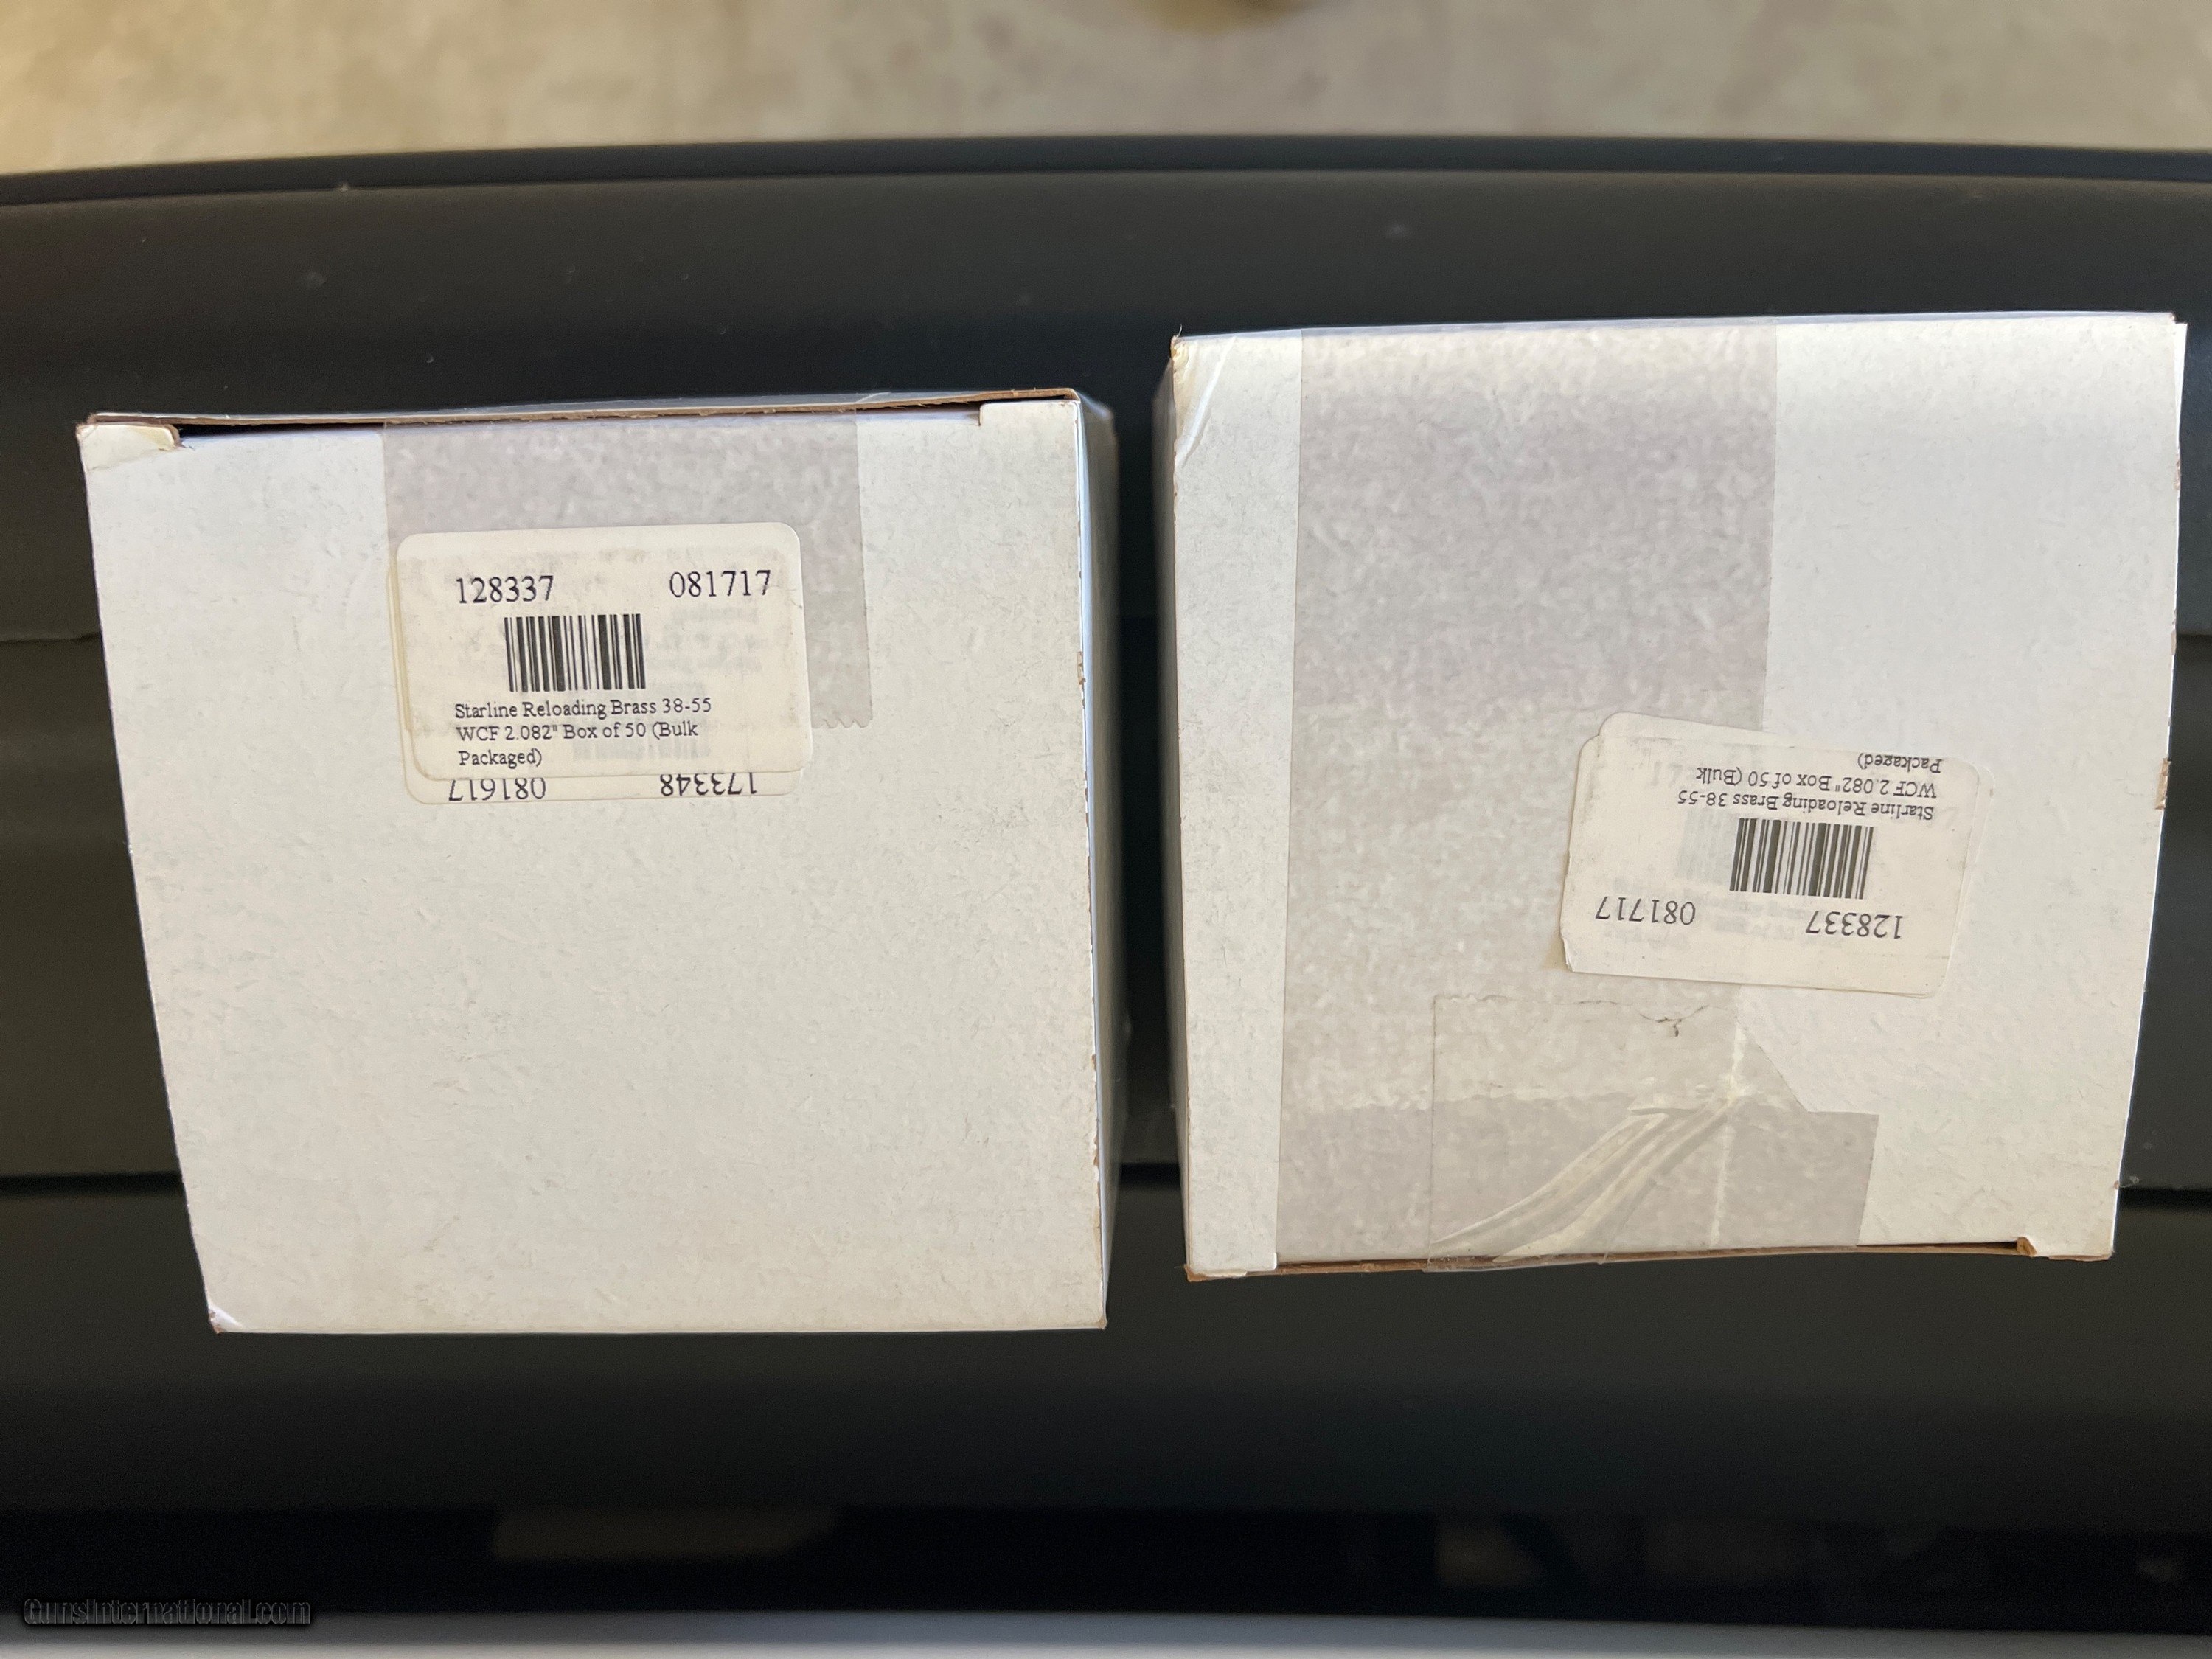 128337 081717
Starline Reloading Brass 38-55
WCF 2.082" Box of 50 (Bulk
Packaged)
173348 081617
128337 081717
Starline Reloading Brass 38-55
WCF 2.082" Box of 50 (Bulk
Packaged)
GunsInternational.com